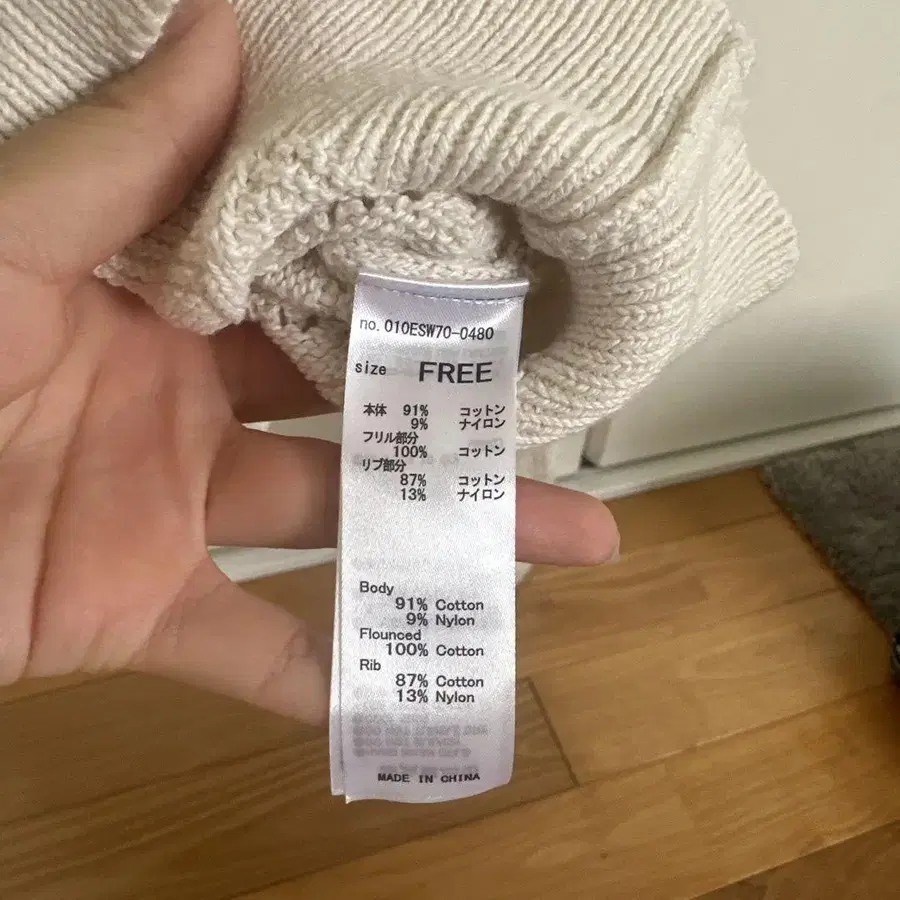 no. 010ESW70-0480
size FREE
本体 91% コットン
9% ナイロン
フリル部分
100% コットン
リブ部分
87% コットン
13% ナイロン
Body
91% Cotton
9% Nylon
Flounced
100% Cotton
Rib
87% Cotton
13% Nylon
MADE IN CHINA